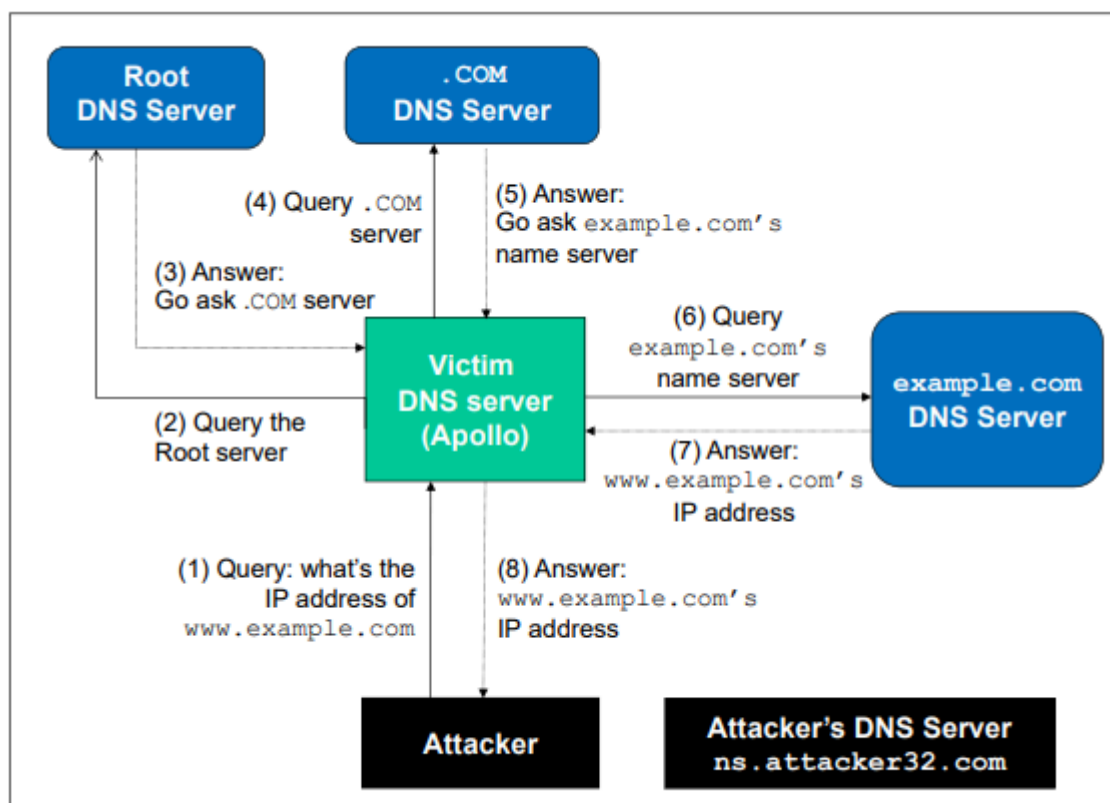 Root
DNS Server
.COM
DNS Server
(4) Query .COM
server
(5) Answer:
Go ask example.com's
name server
(3) Answer:
Go ask .COM server
(6) Query
example.com's
name server
Victim
DNS server
(Apollo)
example.com
DNS Server
(2) Query the
Root server
(7) Answer:
www.example.com's
IP address
(1) Query: what's the
IP address of
www.example.com
(8) Answer:
www.example.com's
IP address
Attacker
Attacker's DNS Server
ns.attacker32.com